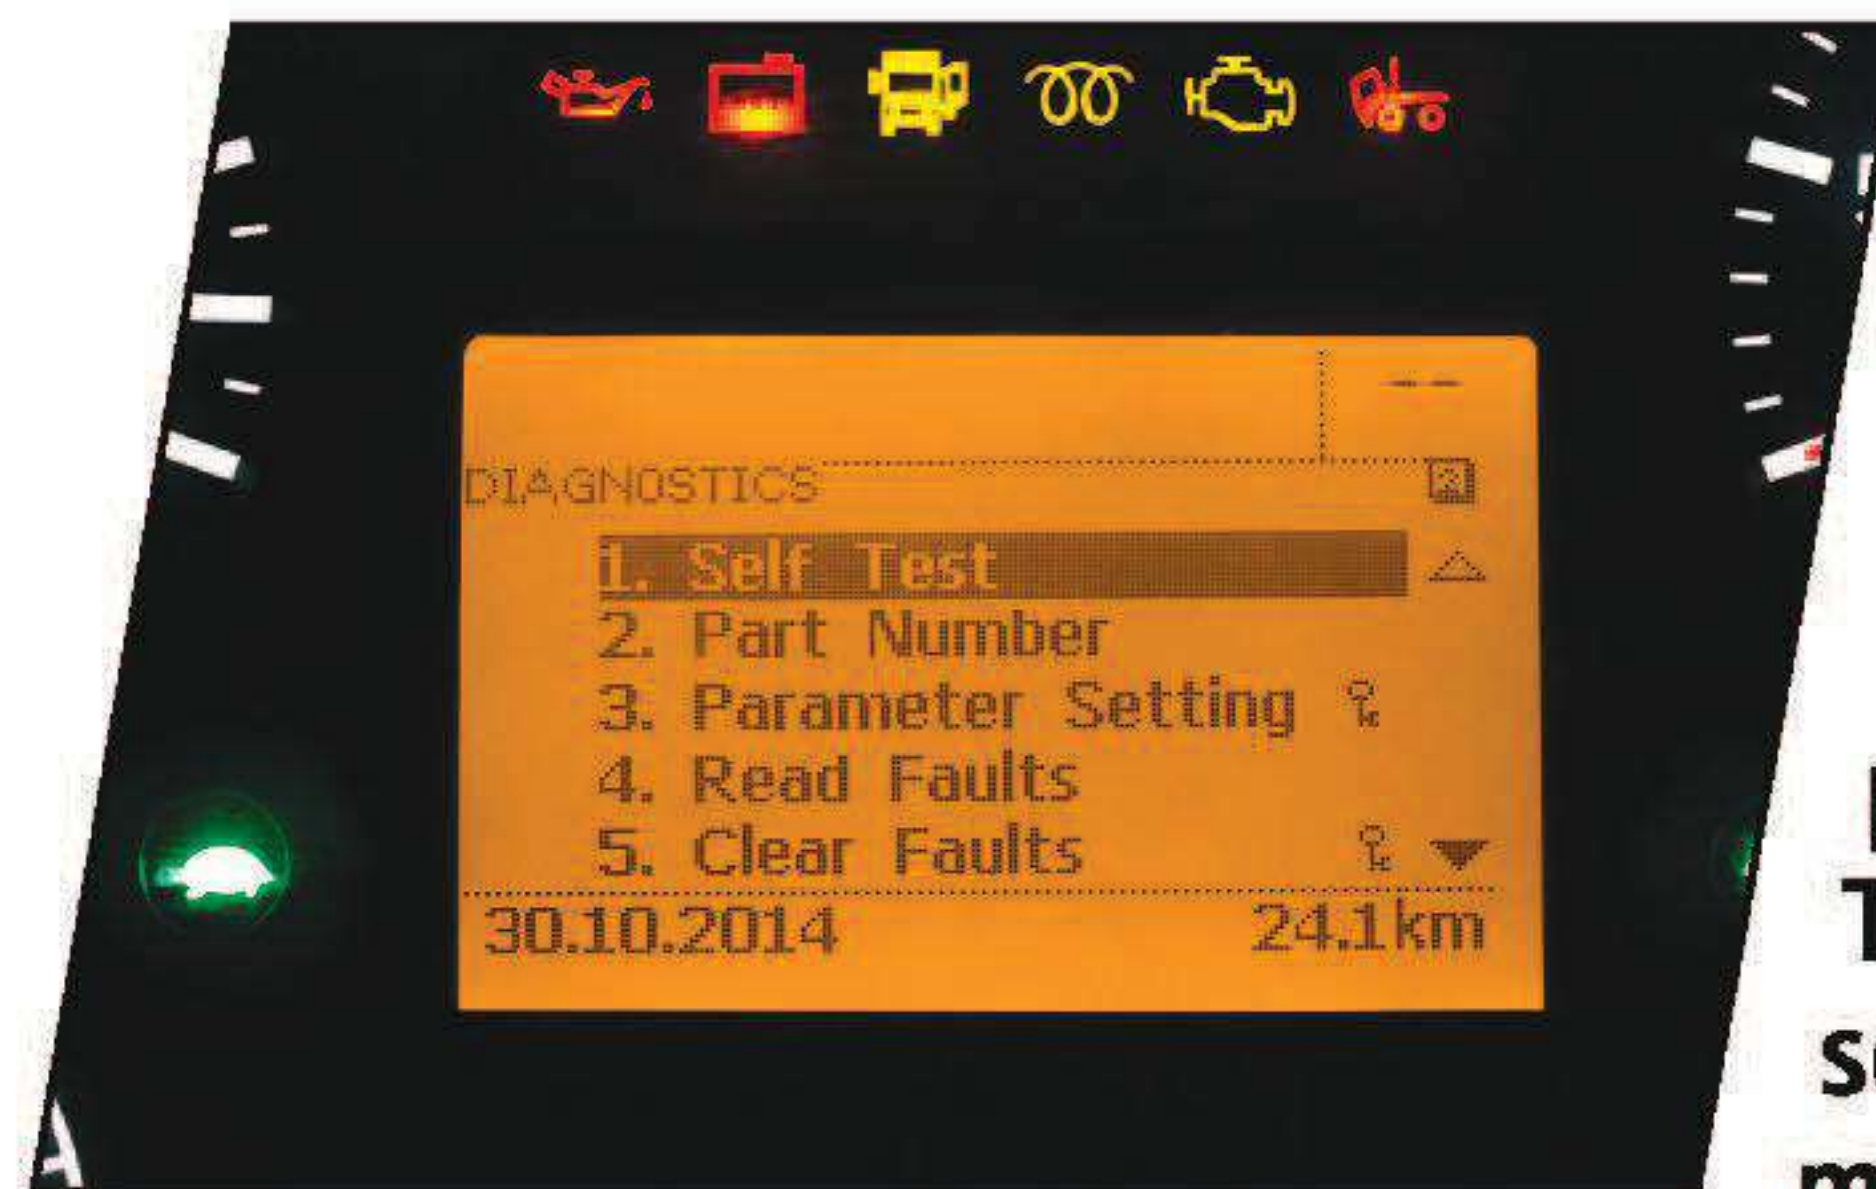 DIAGNOSTICS
1. Self Test
2. Part Number
3. Parameter Setting
4. Read Faults
5. Clear Faults
30.10.2014 24.1km